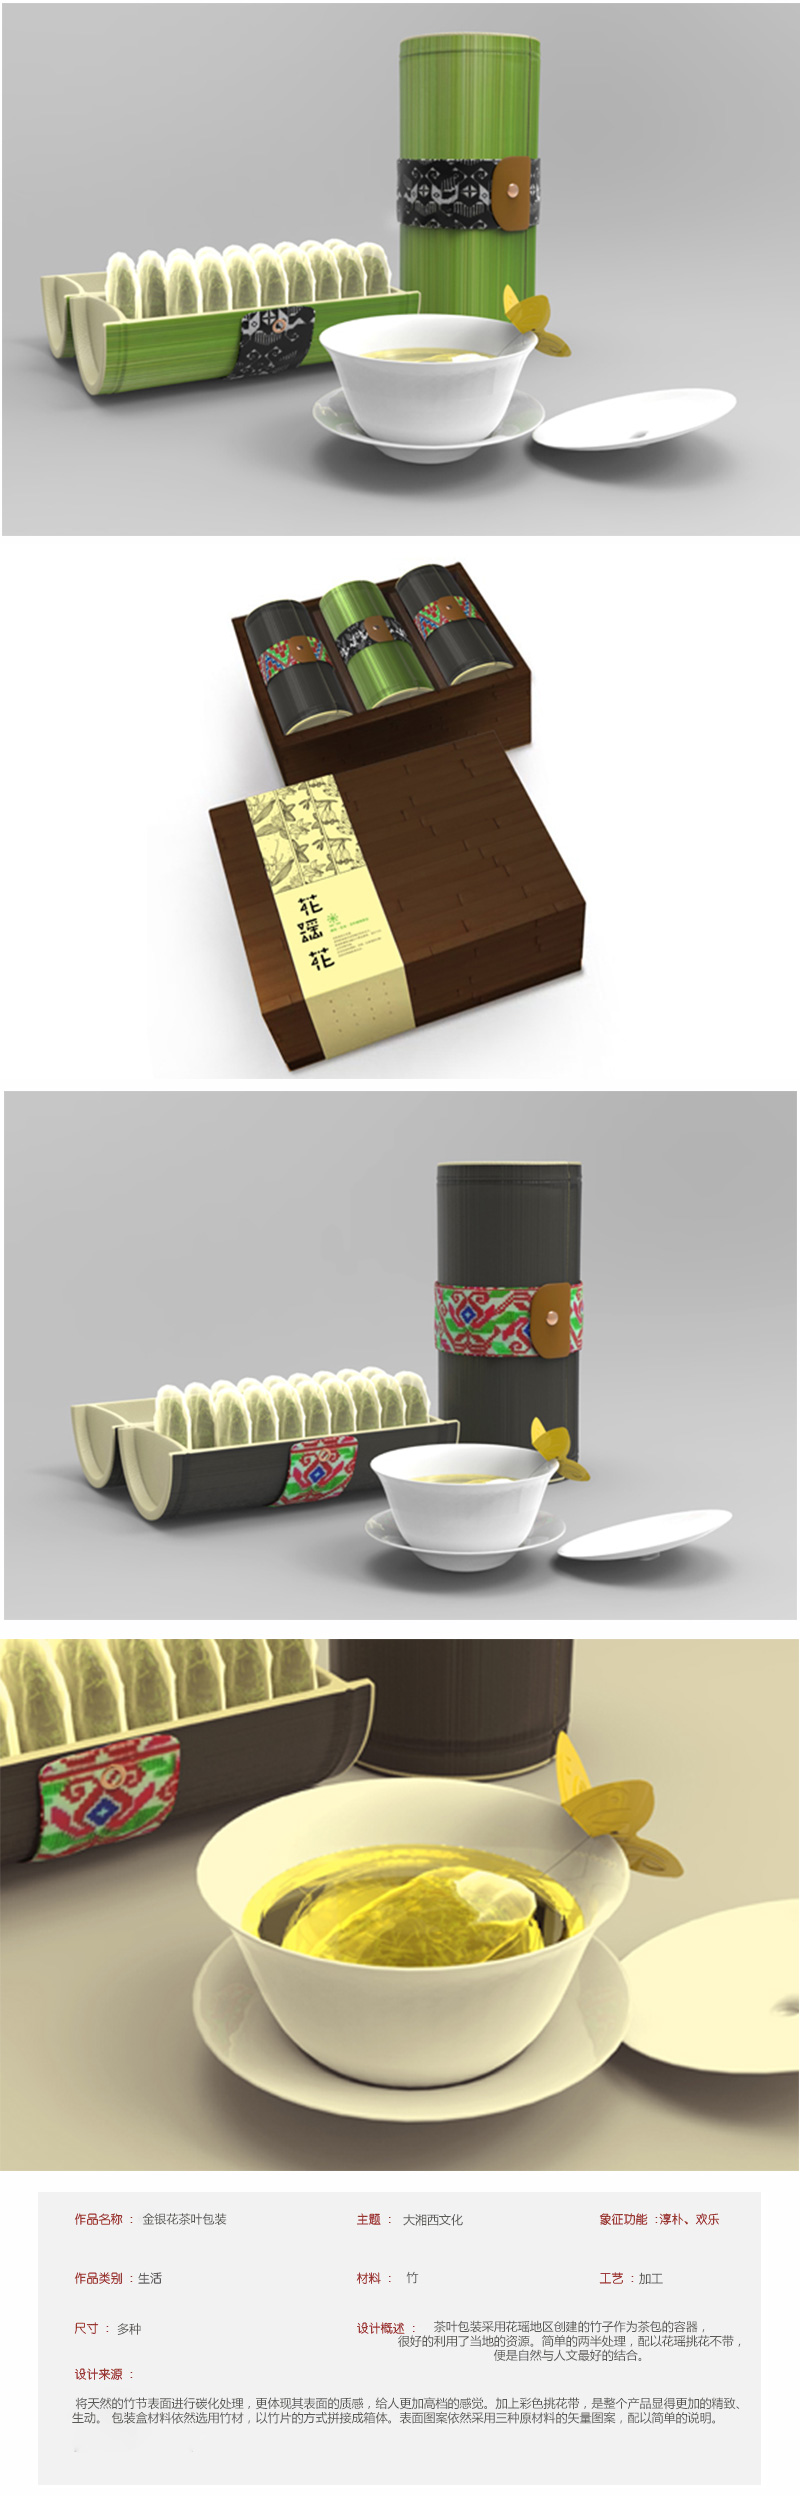 花
瑶
花
作品名称 ： 金银花茶叶包装
主题 ： 大湘西文化
象征功能 :淳朴、欢乐
作品类别 : 生活
材料 ： 竹
工艺 : 加工
尺寸 ： 多种
设计概述 ： 茶叶包装采用花瑶地区创建的竹子作为茶包的容器，
很好的利用了当地的资源。简单的两半处理，配以花瑶挑花不带，
便是自然与人文最好的结合。
设计来源 ：
将天然的竹节表面进行碳化处理，更体现其表面的质感，给人更加高档的感觉。加上彩色挑花带，是整个产品显得更加的精致、
生动。 包装盒材料依然选用竹材，以竹片的方式拼接成箱体。表面图案依然采用三种原材料的矢量图案，配以简单的说明。